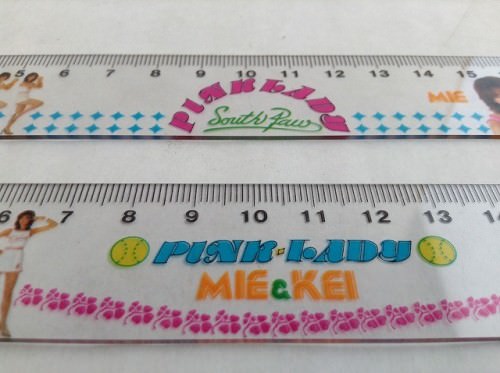 5 6 7 8 9 10 11 12 13 14 15
PINK LADY
South Paw
MIE
6 7 8 9 10 11 12 13
PINK-LADY
MIE & KEI